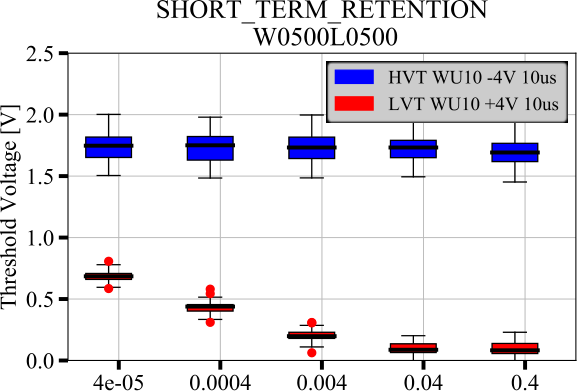 SHORT_TERM_RETENTION
W0500L0500
Threshold Voltage [V]
2.5
2.0
1.5
1.0
0.5
0.0
HVT WU10 -4V 10us
LVT WU10 +4V 10us
4e-05 0.0004 0.004 0.04 0.4